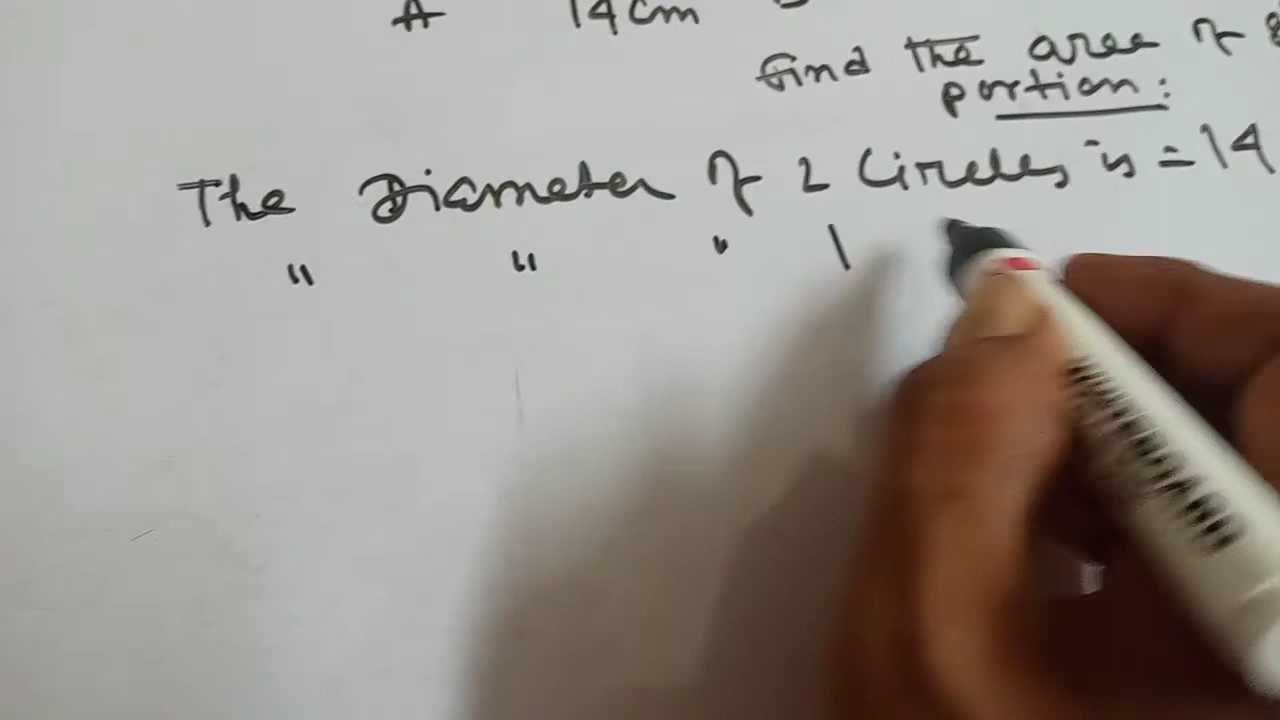 A 14cm
find the area of
portion:
The Diameter of 2 Circles is = 14
" " " 1